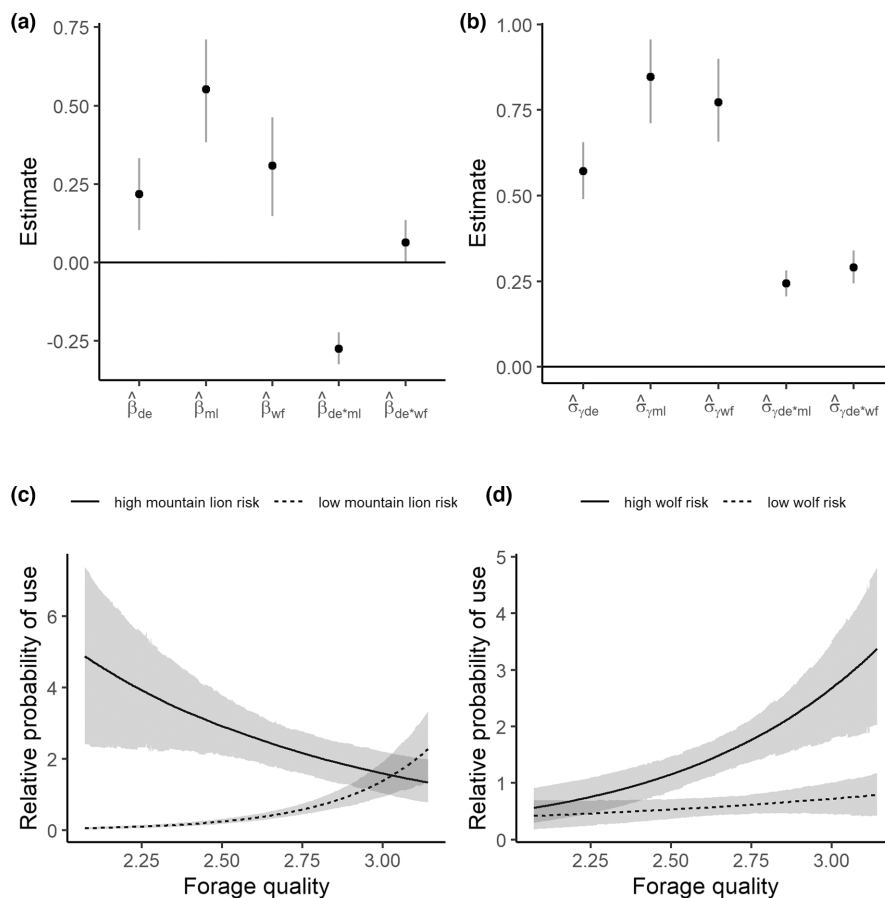 (a)
0.75
0.50
0.25
0.00
-0.25
Estimate
β̂de
β̂ml
β̂wf
β̂de*ml
β̂de*wf
(b)
1.00
0.75
0.50
0.25
0.00
Estimate
σ̂γde
σ̂γml
σ̂γwf
σ̂γde*ml
σ̂γde*wf
(c)
high mountain lion risk
low mountain lion risk
6
4
2
0
Relative probability of use
2.25
2.50
2.75
3.00
Forage quality
(d)
high wolf risk
low wolf risk
5
4
3
2
1
0
Relative probability of use
2.25
2.50
2.75
3.00
Forage quality